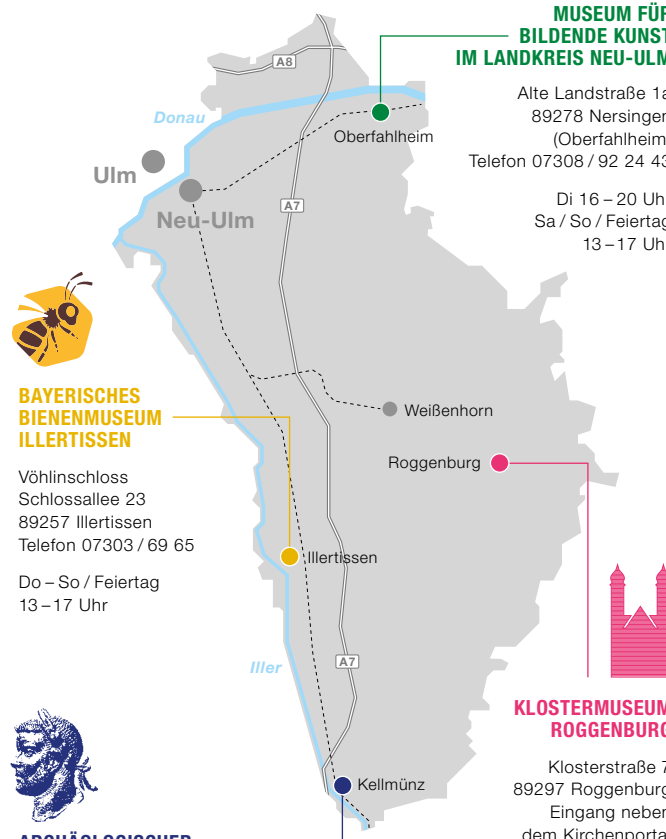 MUSEUM FÜR
BILDENDE KUNST
IM LANDKREIS NEU-ULM
Alte Landstraße 1a
89278 Nersingen
(Oberfahlheim)
Telefon 07308 / 92 24 43
Di 16 – 20 Uhr
Sa / So / Feiertag
13 – 17 Uhr
A8
Donau
Oberfahlheim
Ulm
Neu-Ulm
A7
BAYERISCHES
BIENENMUSEUM
ILLERTISSEN
Völhinschloss
Schlossallee 23
89257 Illertissen
Telefon 07303 / 69 65
Do – So / Feiertag
13 – 17 Uhr
Weißenhorn
Roggenburg
Illertissen
Iller
A7
KLOSTERMUSEUM
ROGGENBURG
Klosterstraße 7
89297 Roggenburg
Eingang neben
dem Kirchenportal
Kellmünz
ARCHÄOLOGISCHER